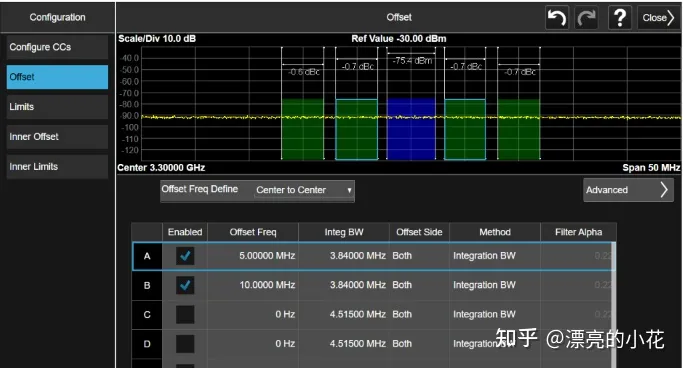 Configuration
Offset
?
Close
Configure CCs
Offset
Limits
Inner Offset
Inner Limits
Scale/Div 10.0 dB
Ref Value -30.00 dBm
-40.0
-50.0
-60.0
-70.0
-80.0
-90.0
-100
-110
-120
-0.6 dBc
-0.7 dBc
-75.4 dBm
-0.7 dBc
-0.7 dBc
Center 3.30000 GHz
Span 50 MHz
Offset Freq Define
Center to Center
Advanced
Enabled Offset Freq Integ BW Offset Side Method Filter Alpha
A 5.00000 MHz 3.84000 MHz Both Integration BW 0.22
B 10.0000 MHz 3.84000 MHz Both Integration BW 0.22
C 0 Hz 4.51500 MHz Both Integration BW 0.22
D 0 Hz 4.51500 MHz Both Integration BW
知乎 @漂亮的小花